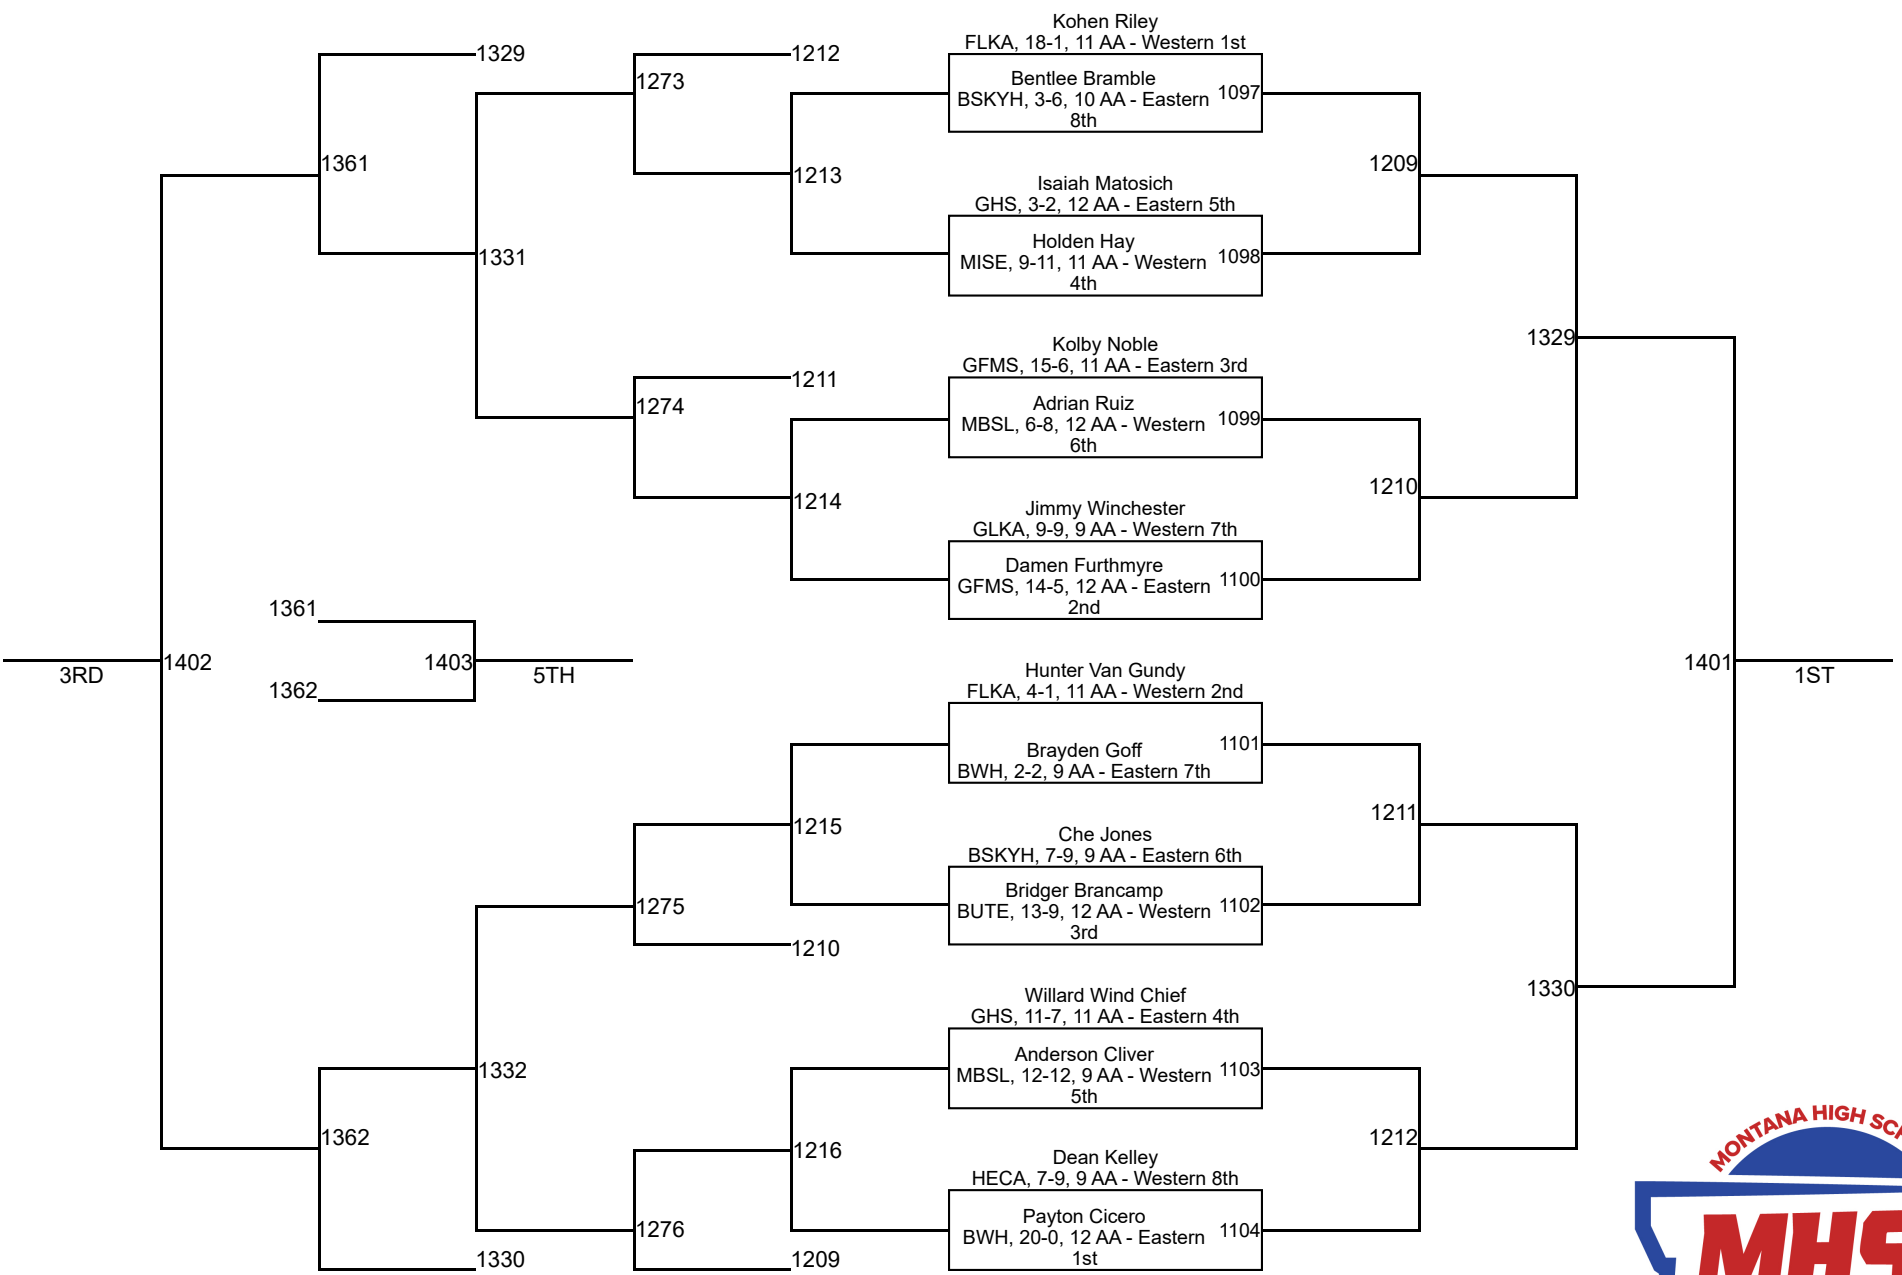 Kohen Riley
FLKA, 18-1, 11 AA - Western 1st
1329
1212
1273
Bentlee Bramble
BSKYH, 3-6, 10 AA - Eastern
8th
1097
1361
1213
1209
Isaiah Matosich
GHS, 3-2, 12 AA - Eastern 5th
Holden Hay
MISE, 9-11, 11 AA - Western
4th
1098
1331
1329
Kolby Noble
GFMS, 15-6, 11 AA - Eastern 3rd
1211
1274
Adrian Ruiz
MBSL, 6-8, 12 AA - Western
6th
1099
1214
1210
Jimmy Winchester
GLKA, 9-9, 9 AA - Western 7th
Damen Furthmyre
GFMS, 14-5, 12 AA - Eastern
2nd
1100
1361
3RD
1402
1403
5TH
1362
1401
1ST
Hunter Van Gundy
FLKA, 4-1, 11 AA - Western 2nd
Brayden Goff
BWH, 2-2, 9 AA - Eastern 7th
1101
1215
1211
Che Jones
BSKYH, 7-9, 9 AA - Eastern 6th
Bridger Brancamp
BUTE, 13-9, 12 AA - Western
3rd
1102
1275
1210
1330
Willard Wind Chief
GHS, 11-7, 11 AA - Eastern 4th
Anderson Cliver
MBSL, 12-12, 9 AA - Western
5th
1103
1332
1362
1216
1212
Dean Kelley
HECA, 7-9, 9 AA - Western 8th
Payton Cicero
BWH, 20-0, 12 AA - Eastern
1st
1104
1276
1330
1209
MONTANA HIGH SCH
MHS